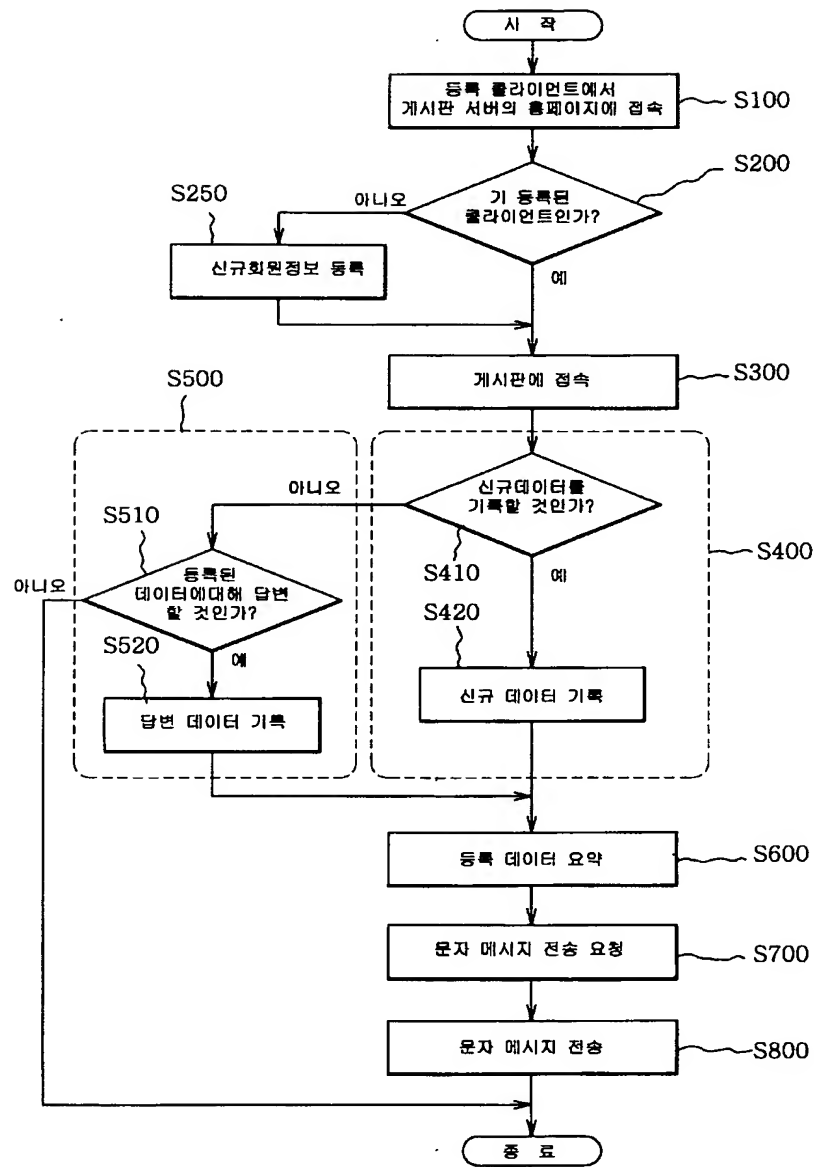 시 작
등록 클라이언트에서
게시판 서버의 홈페이지에 접속
S100
S200
기 등록된
클라이언트인가?
아니오
S250
신규회원정보 등록
예
게시판에 접속
S300
S500
신규데이터를
기록할 것인가?
아니오
S510
S410
S400
예
아니오
등록된
데이터에대해 답변
할 것인가?
S420
S520
예
신규 데이터 기록
답변 데이터 기록
등록 데이터 요약
S600
문자 메시지 전송 요청
S700
문자 메시지 전송
S800
종 료